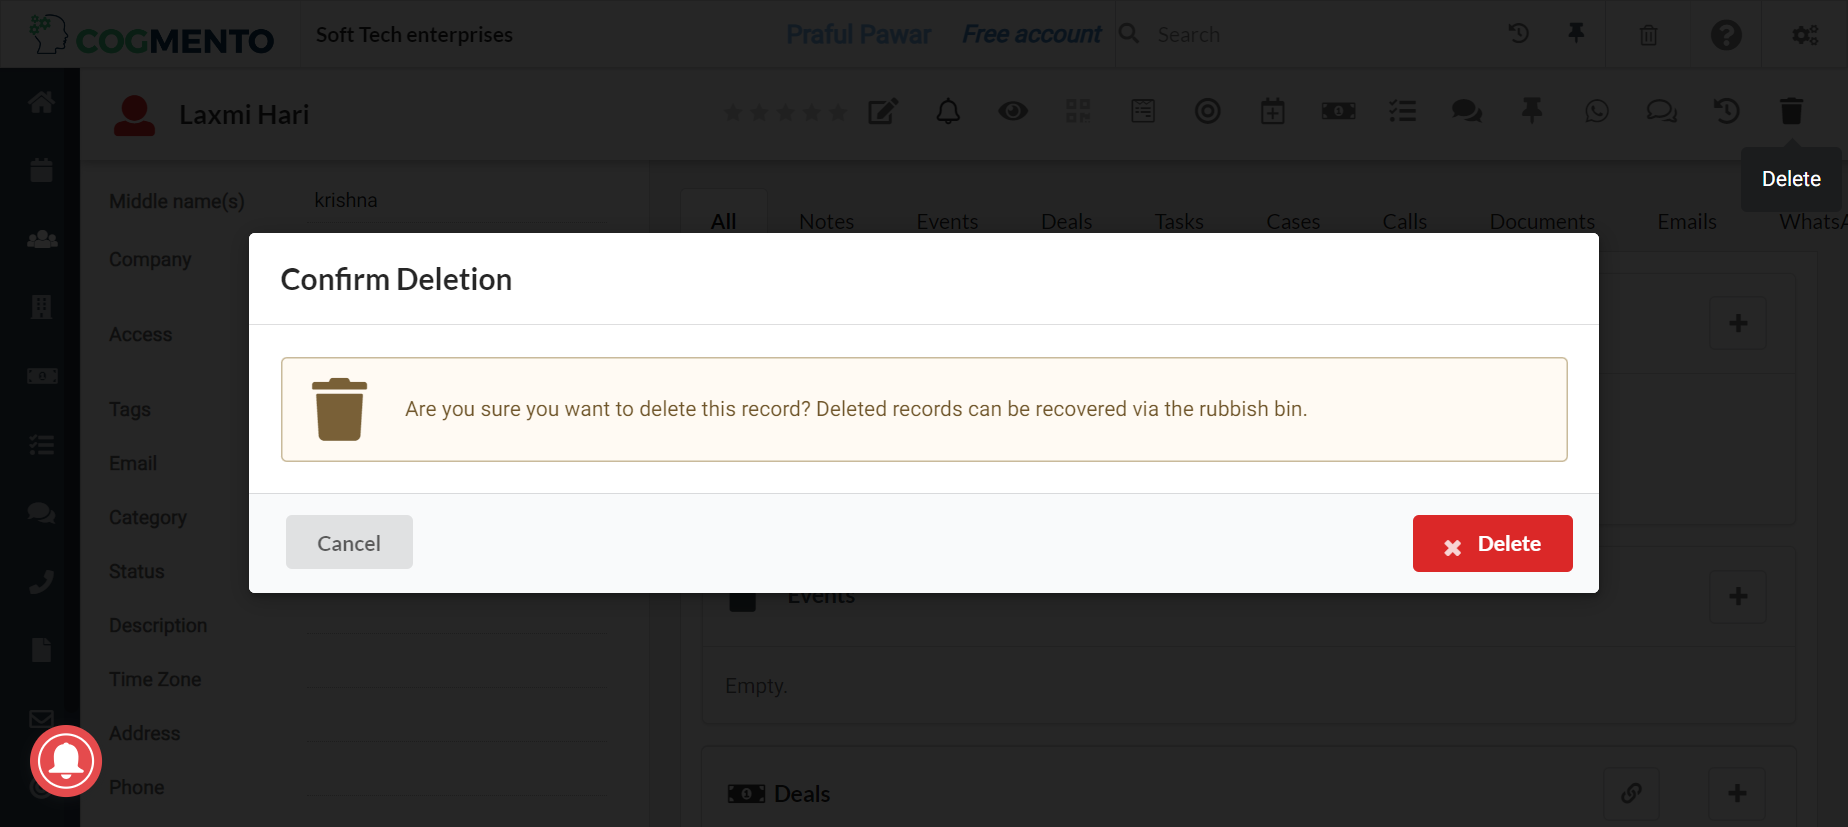 COGMENTO
Soft Tech enterprises
Praful Pawar
Free account
Search
Laxmi Hari
Delete
Middle name(s)
krishna
All
Notes
Events
Deals
Tasks
Cases
Calls
Documents
Emails
WhatsA
Company
Access
Tags
Email
Category
Status
Description
Time Zone
Address
Phone
Confirm Deletion
Are you sure you want to delete this record? Deleted records can be recovered via the rubbish bin.
Cancel
Delete
Events
Empty.
Deals